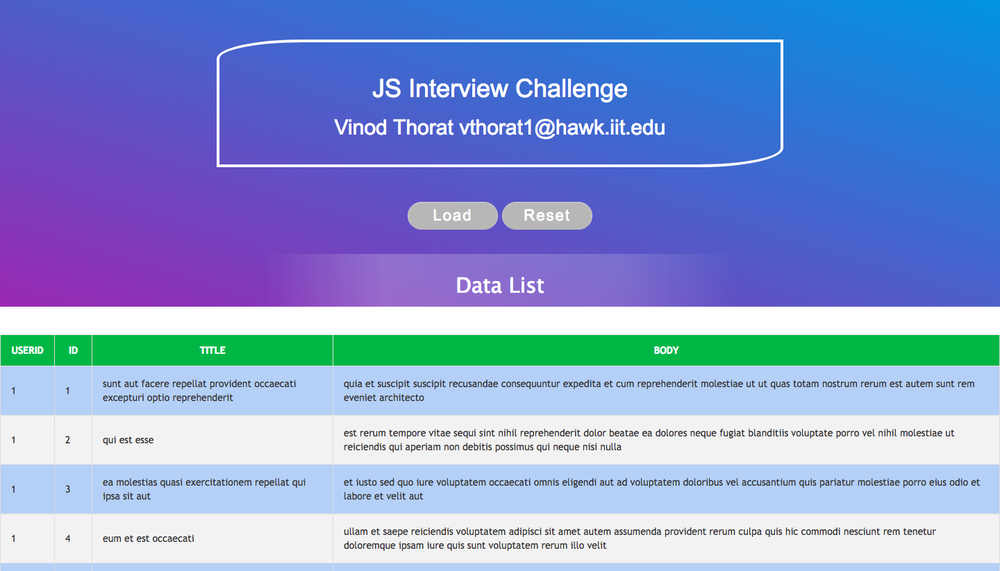 JS Interview Challenge
Vinod Thorat vthorat1@hawk.iit.edu
Load Reset
Data List
USERID ID TITLE BODY
1 1 sunt aut facere repellat provident occaecati excepturi optio reprehenderit quia et suscipit suscipit recusandae consequuntur expedita et cum reprehenderit molestiae ut ut quas totam nostrum rerum est autem sunt rem eveniet architecto
1 2 qui est esse est rerum tempore vitae sequi sint nihil reprehenderit dolor beatae ea dolores neque fugiat blanditiis voluptate porro vel nihil molestiae ut reiciendis qui aperiam non debitis possimus qui neque nisi nulla
1 3 ea molestias quasi exercitationem repellat qui ipsa sit aut et iusto sed quo iure voluptatem occaecati omnis eligendi aut ad voluptatem doloribus vel accusantium quis pariatur molestiae porro eius odio et labore et velit aut
1 4 eum et est occaecati ullam et saepe reiciendis voluptatem adipisci sit amet autem assumenda provident rerum culpa quis hic commodi nesciunt rem tenetur doloremque ipsam iure quis sunt voluptatem rerum illo velit